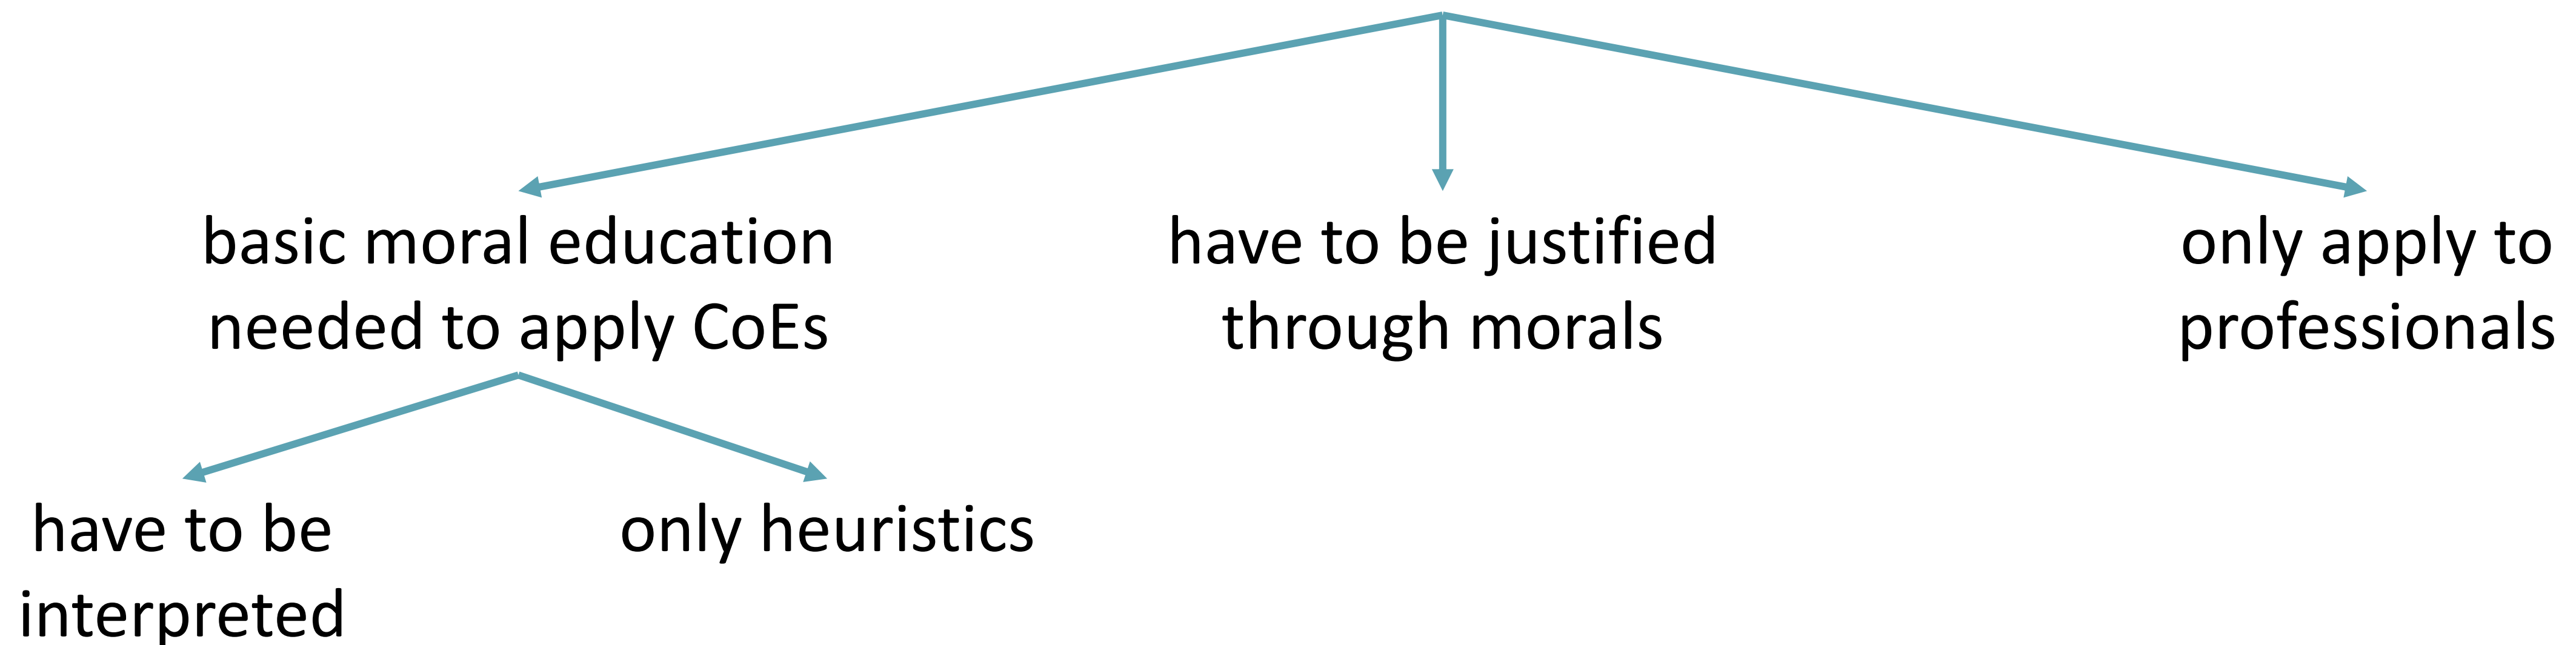 basic moral education
needed to apply CoEs
have to be justified
through morals
only apply to
professionals
have to be
interpreted
only heuristics